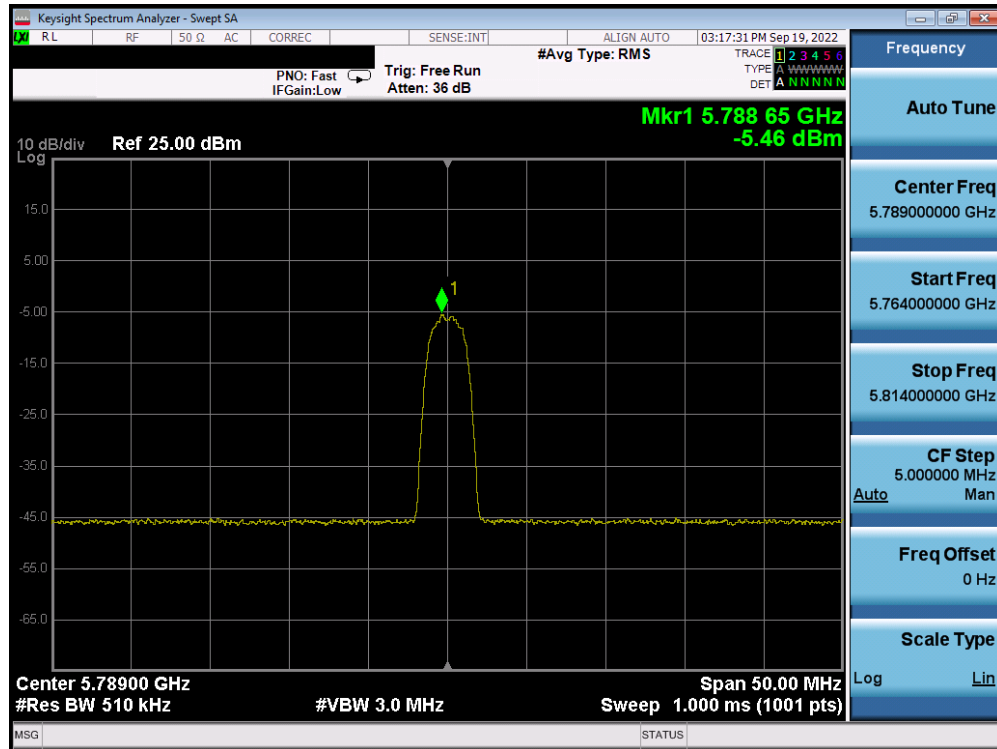 Keysight Spectrum Analyzer - Swept SA
LXI RL RF 50 Ω AC CORREC SENSE:INT ALIGN AUTO 03:17:31 PM Sep 19, 2022
PNO: Fast
IFGain:Low
Trig: Free Run
Atten: 36 dB
#Avg Type: RMS
TRACE 1 2 3 4 5 6
TYPE A WWWWW
DET A N N N N N
Mkr1 5.788 65 GHz
-5.46 dBm
10 dB/div
Log
Ref 25.00 dBm
15.0
5.00
-5.00
-15.0
-25.0
-35.0
-45.0
-55.0
-65.0
1
Center 5.78900 GHz
#Res BW 510 kHz
#VBW 3.0 MHz
Span 50.00 MHz
Sweep 1.000 ms (1001 pts)
MSG
STATUS
Frequency
Auto Tune
Center Freq
5.789000000 GHz
Start Freq
5.764000000 GHz
Stop Freq
5.814000000 GHz
CF Step
5.000000 MHz
Auto Man
Freq Offset
0 Hz
Scale Type
Log Lin